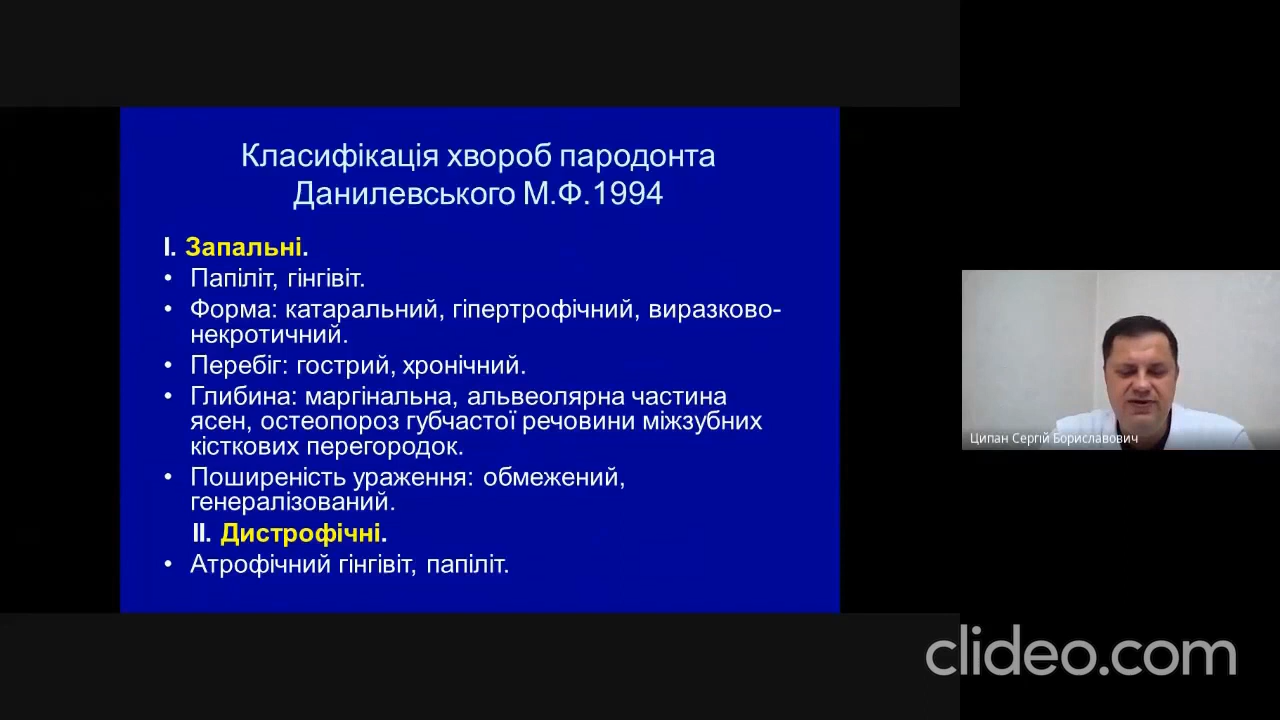 Класифікація хвороб пародонта
Данилевського М.Ф.1994
І. Запальні.
• Папіліт, гінгівіт.
• Форма: катаральний, гіпертрофічний, виразково-
некротичний.
• Перебіг: гострий, хронічний.
• Глибина: маргінальна, альвеолярна частина
ясен, остеопороз губчастої речовини міжзубних
кісткових перегородок.
• Поширеність ураження: обмежений,
генералізований.
ІІ. Дистрофічні.
• Атрофічний гінгівіт, папіліт.
Ципан Сергій Бориславович
clideo.com